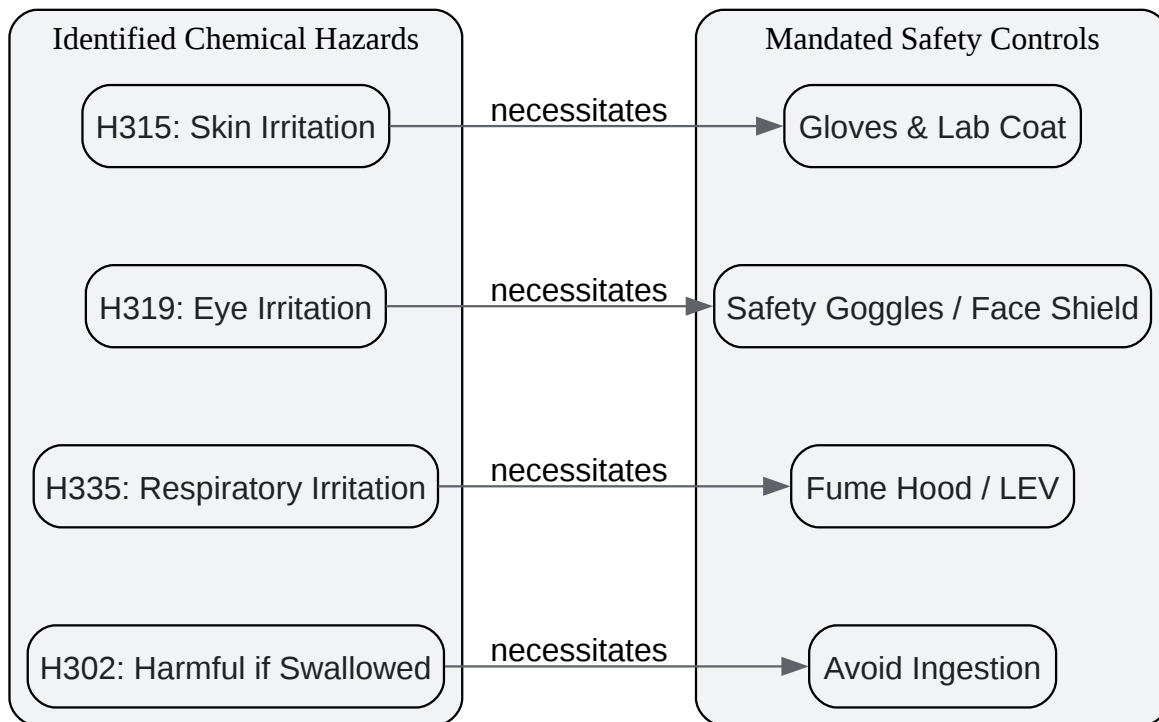 Identified Chemical Hazards
Mandated Safety Controls
H315: Skin Irritation
necessitates
Gloves & Lab Coat
H319: Eye Irritation
necessitates
Safety Goggles / Face Shield
H335: Respiratory Irritation
necessitates
Fume Hood / LEV
H302: Harmful if Swallowed
necessitates
Avoid Ingestion